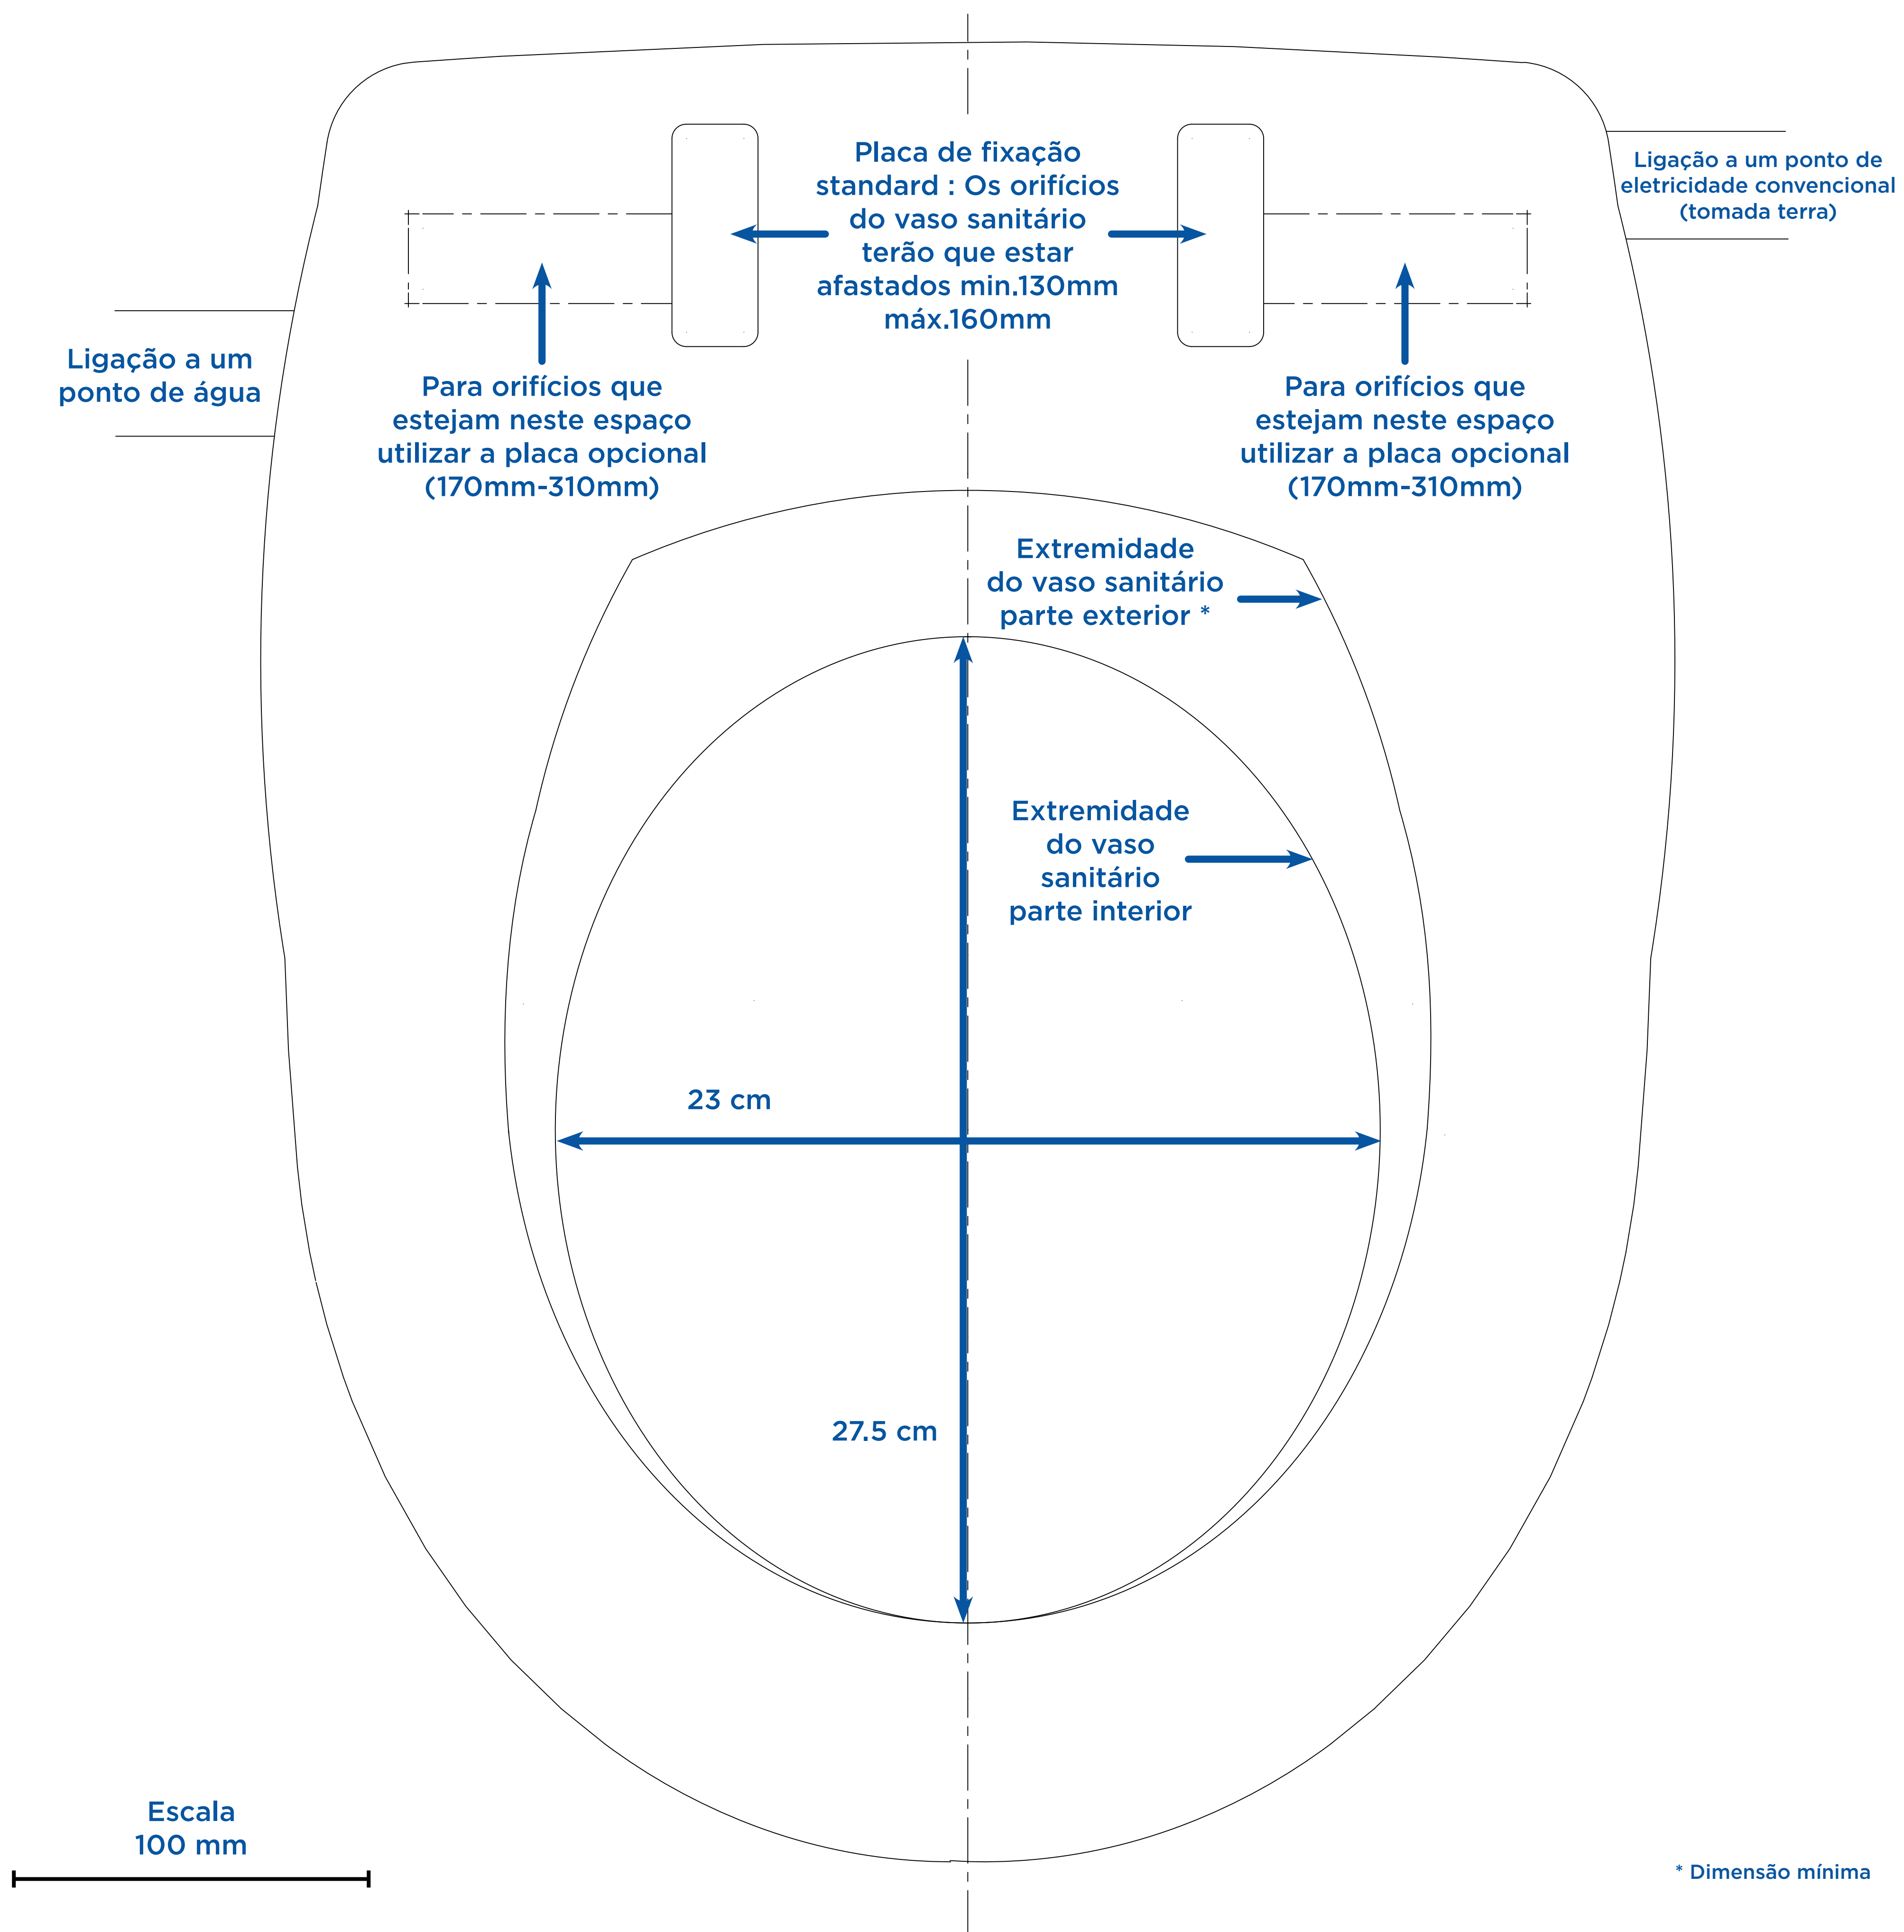 Placa de fixação
standard : Os orifícios
do vaso sanitário
terão que estar
afastados min.130mm
máx.160mm
Ligação a um ponto de
eletricidade convencional
(tomada terra)
Ligação a um
ponto de água
Para orifícios que
estejam neste espaço
utilizar a placa opcional
(170mm-310mm)
Para orifícios que
estejam neste espaço
utilizar a placa opcional
(170mm-310mm)
Extremidade
do vaso sanitário
parte exterior *
Extremidade
do vaso
sanitário
parte interior
23 cm
27.5 cm
Escala
100 mm
* Dimensão mínima